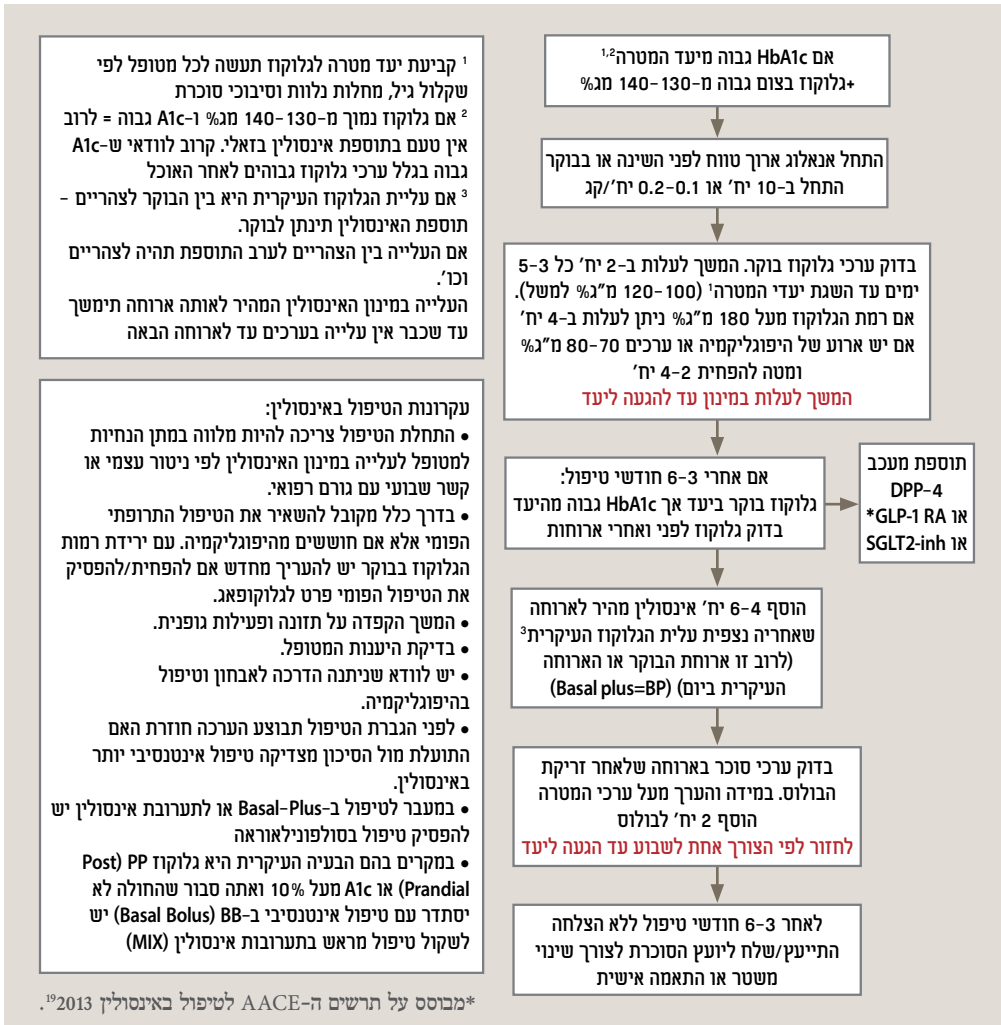 אם HbA1c גבוה מיעד המטרה¹,²
+גלוקוז בצום גבוה מ-130-140 מג%
התחל אנאלוג ארוך טווח לפני השינה או בבוקר
התחל ב-10 יח' או 0.2-0.1 יח'/קג
בדוק ערכי גלוקוז בוקר. המשך לעלות ב-2 יח' כל 5-3
ימים עד השגת יעדי המטרה¹ (120-100 מ"ג% למשל).
אם רמת הגלוקוז מעל 180 מ"ג% ניתן לעלות ב-4 יח'
אם יש ארוע של היפוגליקמיה או ערכים 80-70 מ"ג%
ומטה להפחית 4-2 יח'
המשך לעלות במינון עד להגעה ליעד
אם אחרי 6-3 חודשי טיפול:
גלוקוז בוקר ביעד אך HbA1c גבוה מהיעד
בדוק גלוקוז לפני ואחרי ארוחות
תוספת מעכב
DPP-4
או GLP-1 RA*
או SGLT2-inh
הוסף 6-4 יח' אינסולין מהיר לארוחה
שאחריה נצפית עלית הגלוקוז העיקרית³
(לרוב זו ארוחת הבוקר או הארוחה
העיקרית ביום) (Basal plus=BP)
בדוק ערכי סוכר בארוחה שלאחר זריקת
הבולוס. במידה והערך מעל ערכי המטרה
הוסף 2 יח' לבולוס
לחזור לפי הצורך אחת לשבוע עד הגעה ליעד
לאחר 6-3 חודשי טיפול ללא הצלחה
התייעץ/שלח ליועץ הסוכרת לצורך שינוי
משטר או התאמה אישית
¹ קביעת יעד מטרה לגלוקוז תעשה לכל מטופל לפי
שקלול גיל, מחלות נלוות וסיבוכי סוכרת
² אם גלוקוז נמוך מ-130-140 מג% ו-A1c גבוה = לרוב
אין טעם בתוספת אינסולין בזאלי. קרוב לוודאי ש-A1c
גבוה בגלל ערכי גלוקוז גבוהים לאחר האוכל
³ אם עליית הגלוקוז העיקרית היא בין הבוקר לצהריים -
תוספת האינסולין תינתן לבוקר.
אם העלייה בין הצהריים לערב התוספת תהיה לצהריים
וכו'.
העלייה במינון האינסולין המהיר לאותה ארוחה תימשך
עד שכבר אין עלייה בערכים עד לארוחה הבאה
עקרונות הטיפול באינסולין:
• התחלת הטיפול צריכה להיות מלווה במתן הנחיות
למטופל לעלייה במינון האינסולין לפי ניטור עצמי או
קשר שבועי עם גורם רפואי.
• בדרך כלל מקובל להשאיר את הטיפול התרופתי
הפומי אלא אם חוששים מהיפוגליקמיה. עם ירידת רמות
הגלוקוז בבוקר יש להעריך מחדש אם להפחית/להפסיק
את הטיפול הפומי פרט לגלוקופאג.
• המשך הקפדה על תזונה ופעילות גופנית.
• בדיקת היענות המטופל.
• יש לוודא שניתנה הדרכה לאבחון וטיפול
בהיפוגליקמיה.
• לפני הגברת הטיפול תבוצע הערכה חוזרת האם
התועלת מול הסיכון מצדיקה טיפול אינטנסיבי יותר
באינסולין.
• במעבר לטיפול ב-Basal-Plus או לתערובת אינסולין יש
להפסיק טיפול בסולפונילאוראה
• במקרים בהם הבעיה העיקרית היא גלוקוז PP (Post
Prandial) או A1c מעל 10% ואתה סבור שהחולה לא
יסתדר עם טיפול אינטנסיבי ב-BB (Basal Bolus) יש
לשקול טיפול מראש בתערובות אינסולין (MIX)
*מבוסס על תרשים ה-AACE לטיפול באינסולין 2013¹⁹.